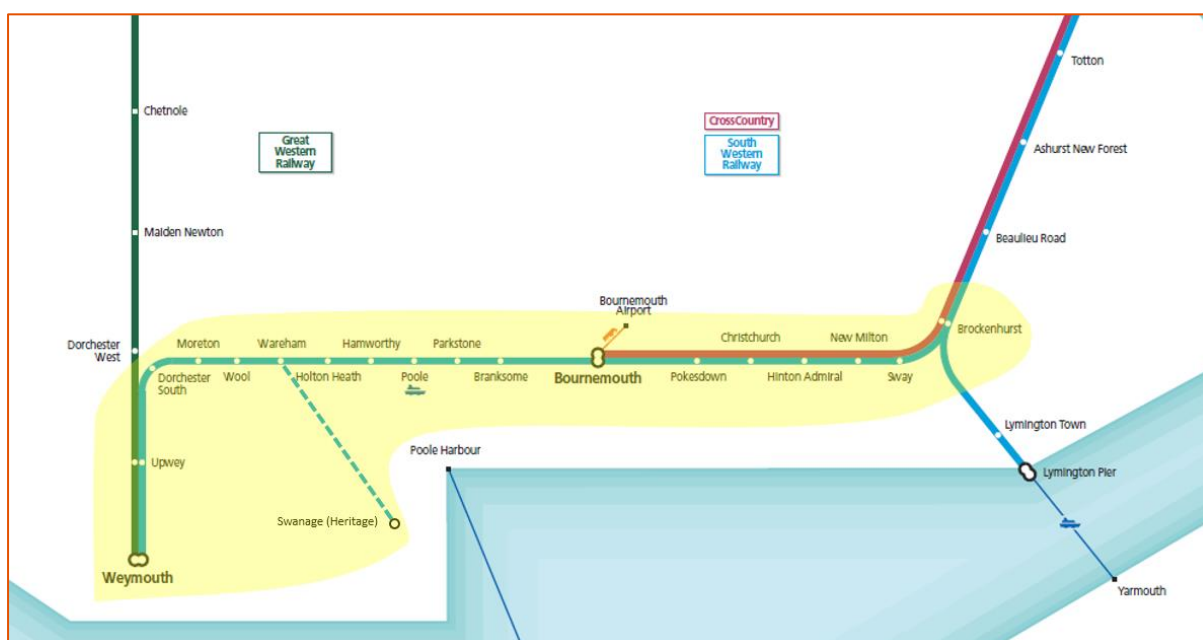 Totton
Chetnole
CrossCountry
Great
Western
Railway
South
Western
Railway
Ashurst New Forest
Maiden Newton
Beaulieu Road
Bournemouth
Airport
Brockenhurst
Dorchester
West
Moreton
Wareham
Hamworthy
Parkstone
Christchurch
New Milton
Dorchester
South
Wool
Holton Heath
Poole
Branksome
Bournemouth
Pokesdown
Hinton Admiral
Sway
Lymington Town
Upwey
Poole Harbour
Lymington Pier
Swanage (Heritage)
Weymouth
Yarmouth